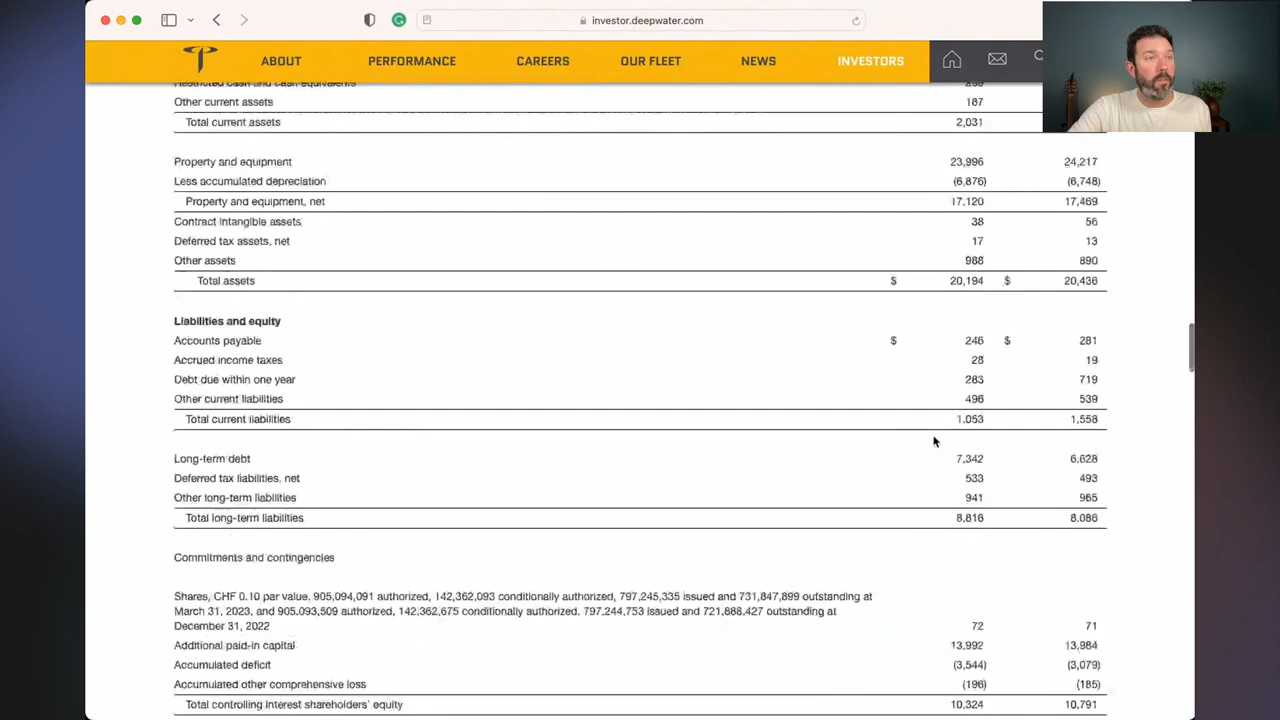 investor.deepwater.com
ABOUT PERFORMANCE CAREERS OUR FLEET NEWS INVESTORS
Restricted cash and cash equivalents
Other current assets 187
Total current assets 2,031
Property and equipment 23,996 24,217
Less accumulated depreciation (6,876) (6,748)
Property and equipment, net 17,120 17,469
Contract intangible assets 38 56
Deferred tax assets, net 17 13
Other assets 988 890
Total assets $ 20,194 $ 20,436
Liabilities and equity
Accounts payable $ 246 $ 281
Accrued income taxes 28 19
Debt due within one year 283 719
Other current liabilities 496 539
Total current liabilities 1,053 1,558
Long-term debt 7,342 6,628
Deferred tax liabilities, net 533 493
Other long-term liabilities 941 965
Total long-term liabilities 8,816 8,086
Commitments and contingencies
Shares, CHF 0.10 par value, 905,094,091 authorized, 142,362,093 conditionally authorized, 797,245,335 issued and 731,847,899 outstanding at
March 31, 2023, and 905,093,509 authorized, 142,362,675 conditionally authorized, 797,244,753 issued and 721,888,427 outstanding at
December 31, 2022 72 71
Additional paid-in capital 13,992 13,984
Accumulated deficit (3,544) (3,079)
Accumulated other comprehensive loss (196) (185)
Total controlling interest shareholders' equity 10,324 10,791